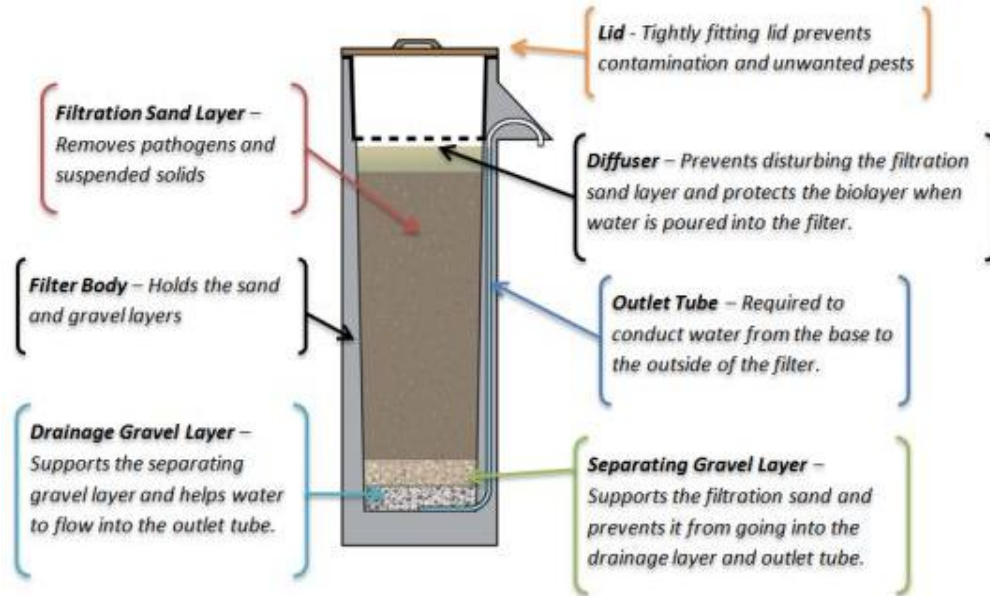 Lid - Tightly fitting lid prevents
contamination and unwanted pests
Filtration Sand Layer –
Removes pathogens and
suspended solids
Diffuser – Prevents disturbing the filtration
sand layer and protects the biolayer when
water is poured into the filter.
Filter Body – Holds the sand
and gravel layers
Outlet Tube – Required to
conduct water from the base to
the outside of the filter.
Drainage Gravel Layer –
Supports the separating
gravel layer and helps water
to flow into the outlet tube.
Separating Gravel Layer –
Supports the filtration sand and
prevents it from going into the
drainage layer and outlet tube.